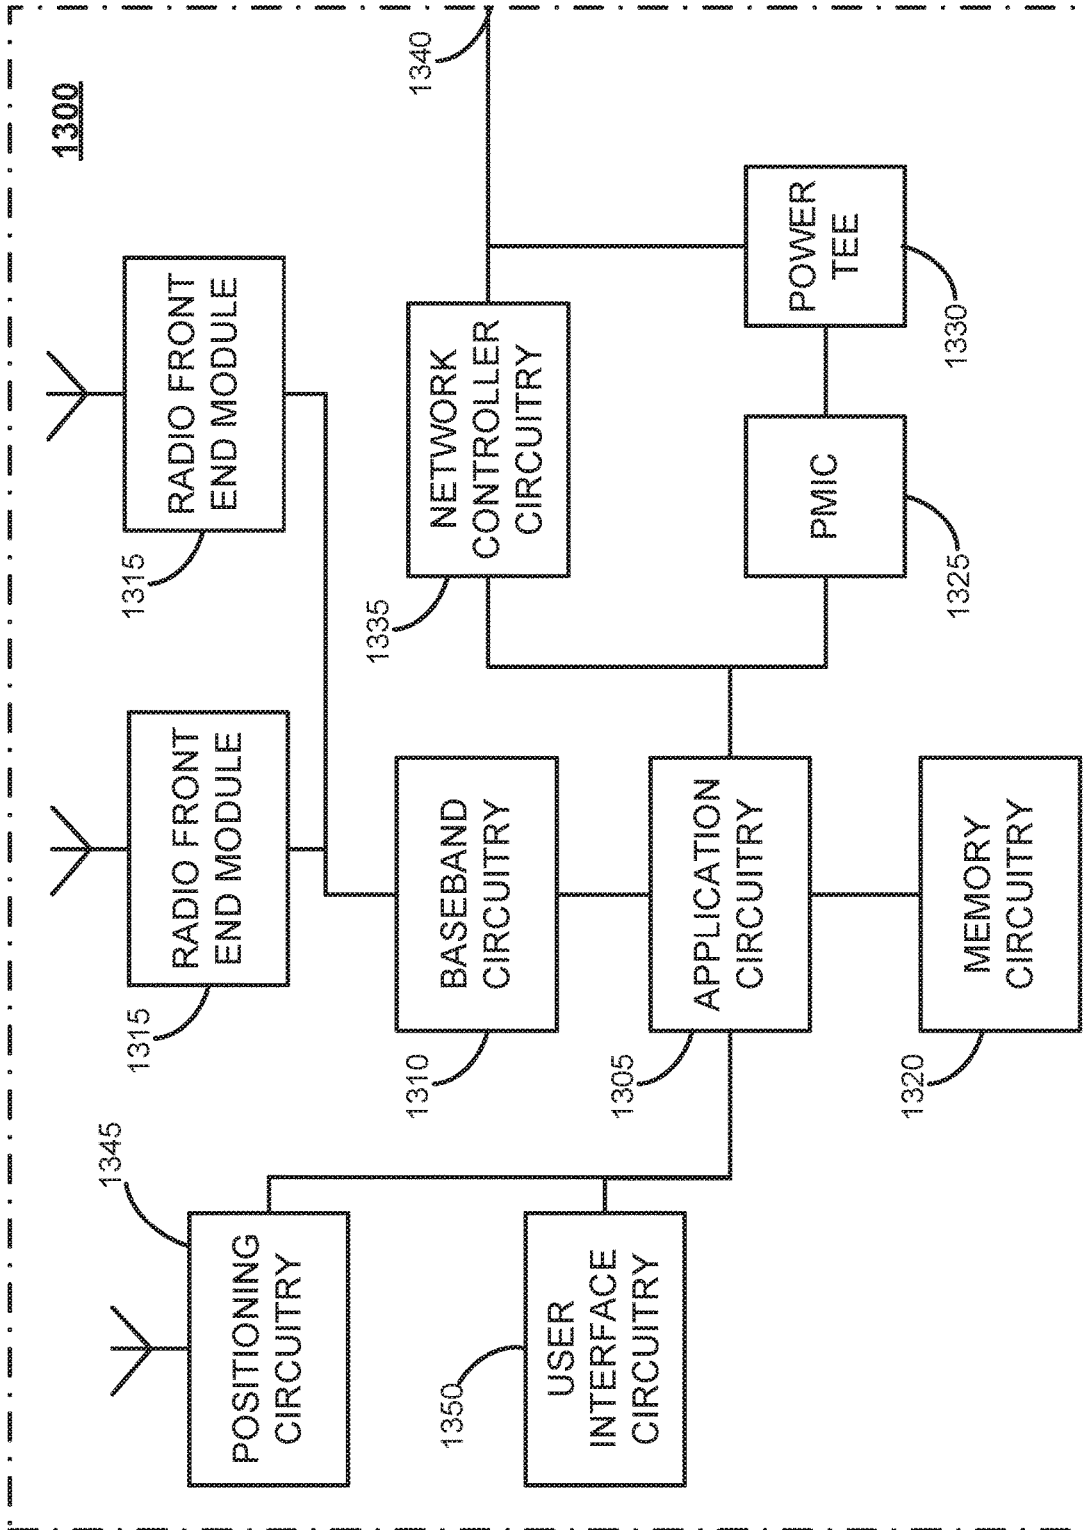 1300
POSITIONING
CIRCUITRY
1345
RADIO FRONT
END MODULE
1315
RADIO FRONT
END MODULE
1315
USER
INTERFACE
CIRCUITRY
1350
BASEBAND
CIRCUITRY
1310
NETWORK
CONTROLLER
CIRCUITRY
1335
1340
APPLICATION
CIRCUITRY
1305
PMIC
1325
POWER
TEE
1330
MEMORY
CIRCUITRY
1320